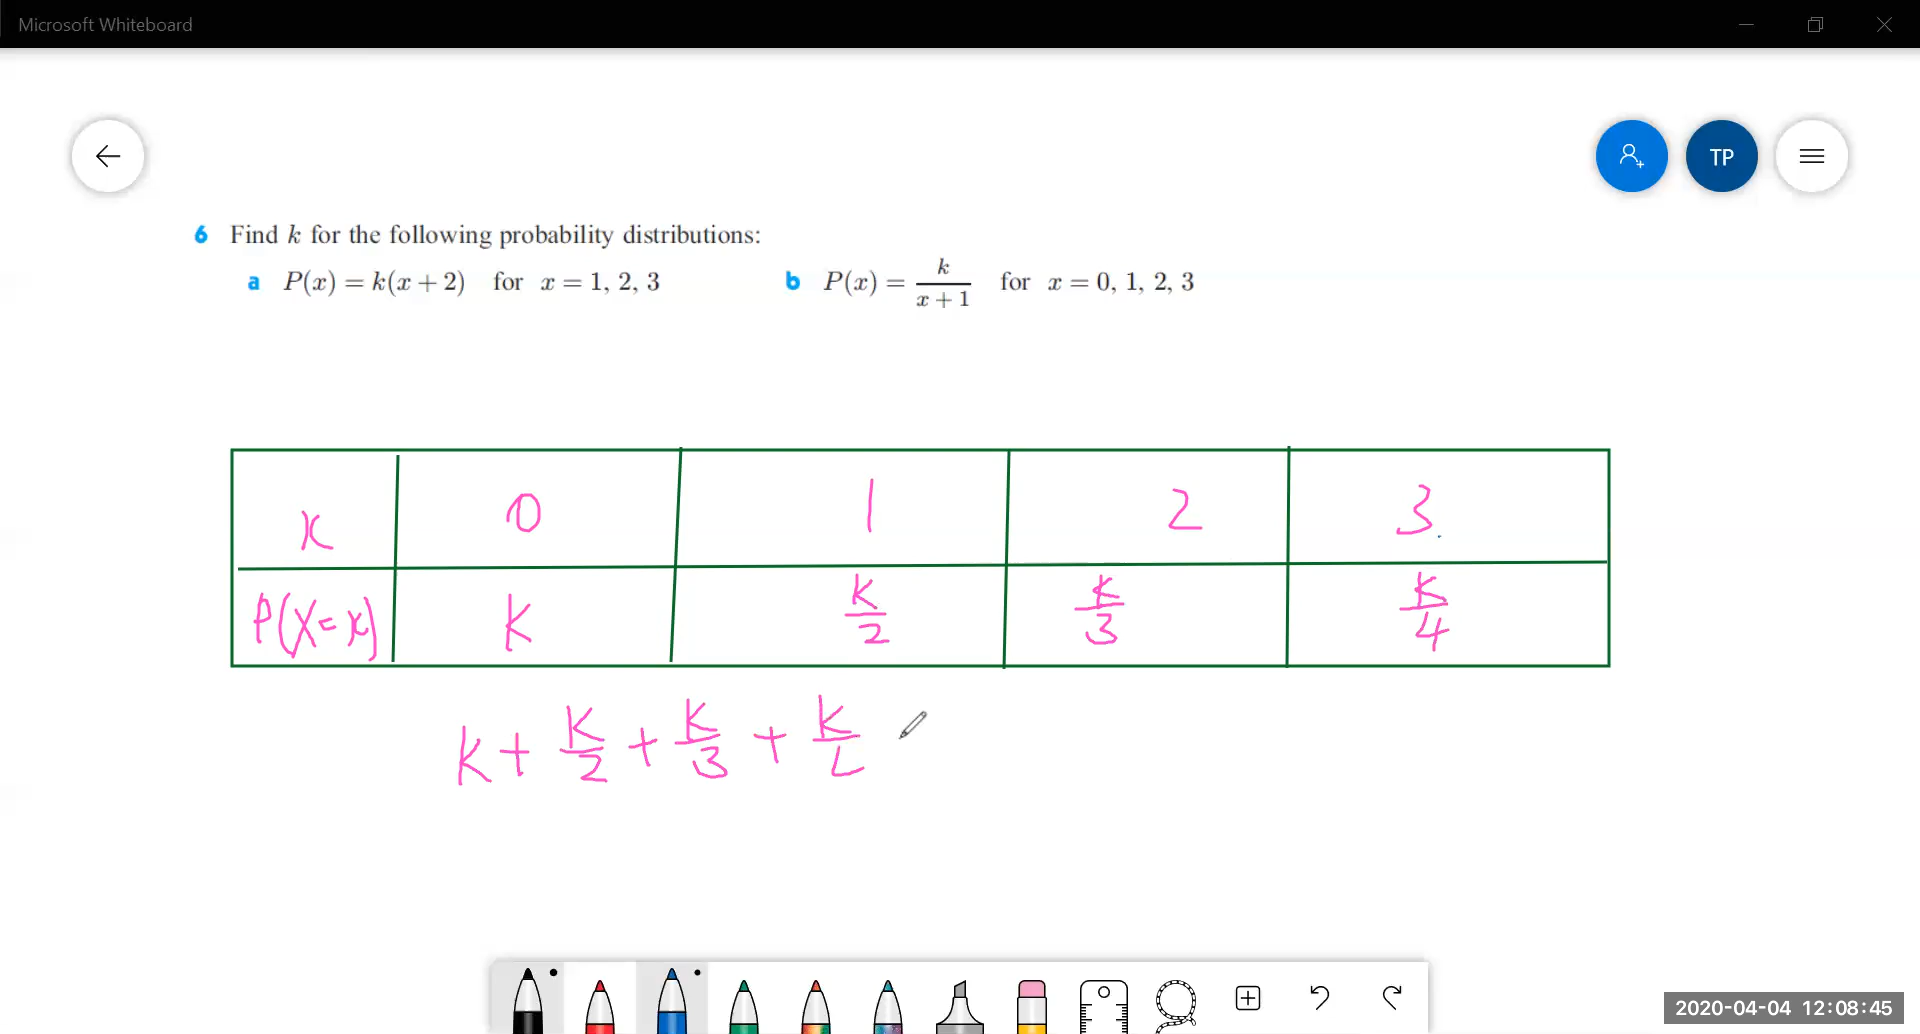 Microsoft Whiteboard
TP
6 Find k for the following probability distributions:
a P(x) = k(x + 2) for x = 1, 2, 3 b P(x) = k/(x + 1) for x = 0, 1, 2, 3
x 0 1 2 3
P(X=x) K K/2 K/3 K/4
K + K/2 + K/3 + K/L
2020-04-04 12:08:45